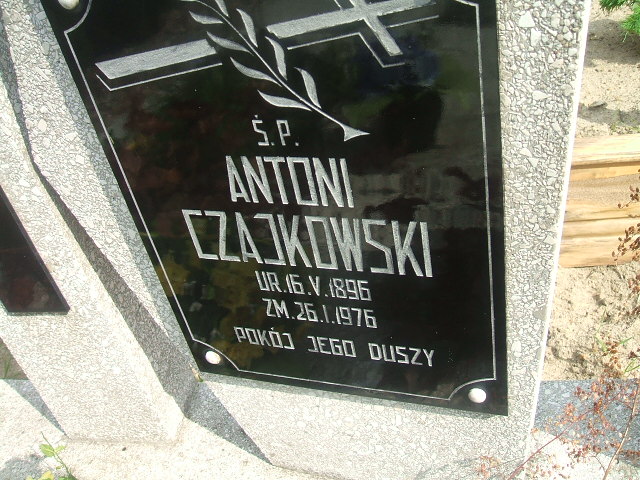 Ś.P.
ANTONI
CZAJKOWSKI
UR.16.V.1896
ZM.26.I.1976
POKÓJ JEGO DUSZY